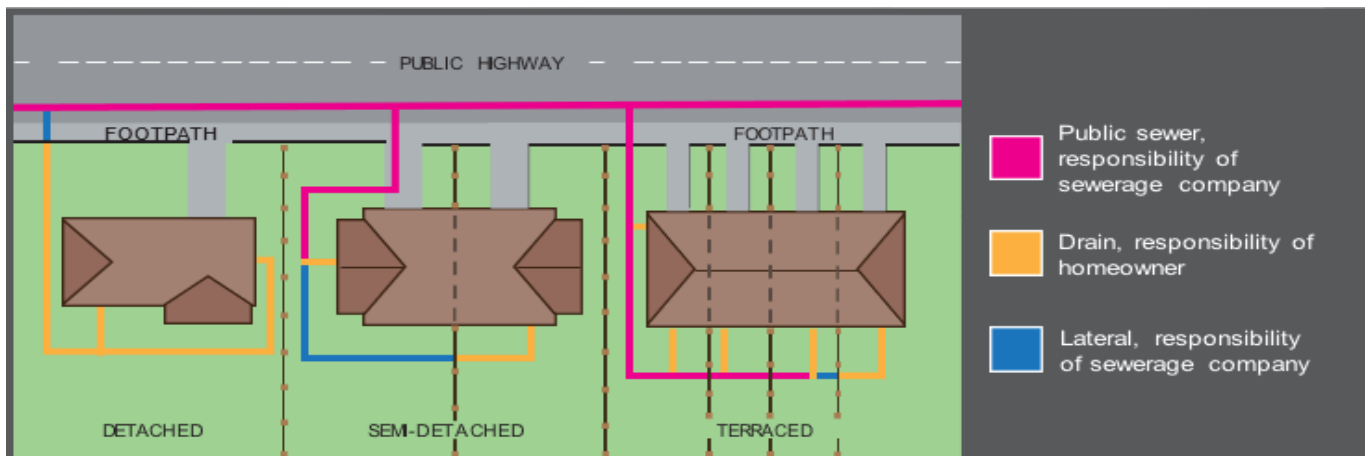 PUBLIC HIGHWAY
FOOTPATH
FOOTPATH
DETACHED
SEMI-DETACHED
TERRACED
Public sewer,
responsibility of
sewerage company
Drain, responsibility of
homeowner
Lateral, responsibility
of sewerage company